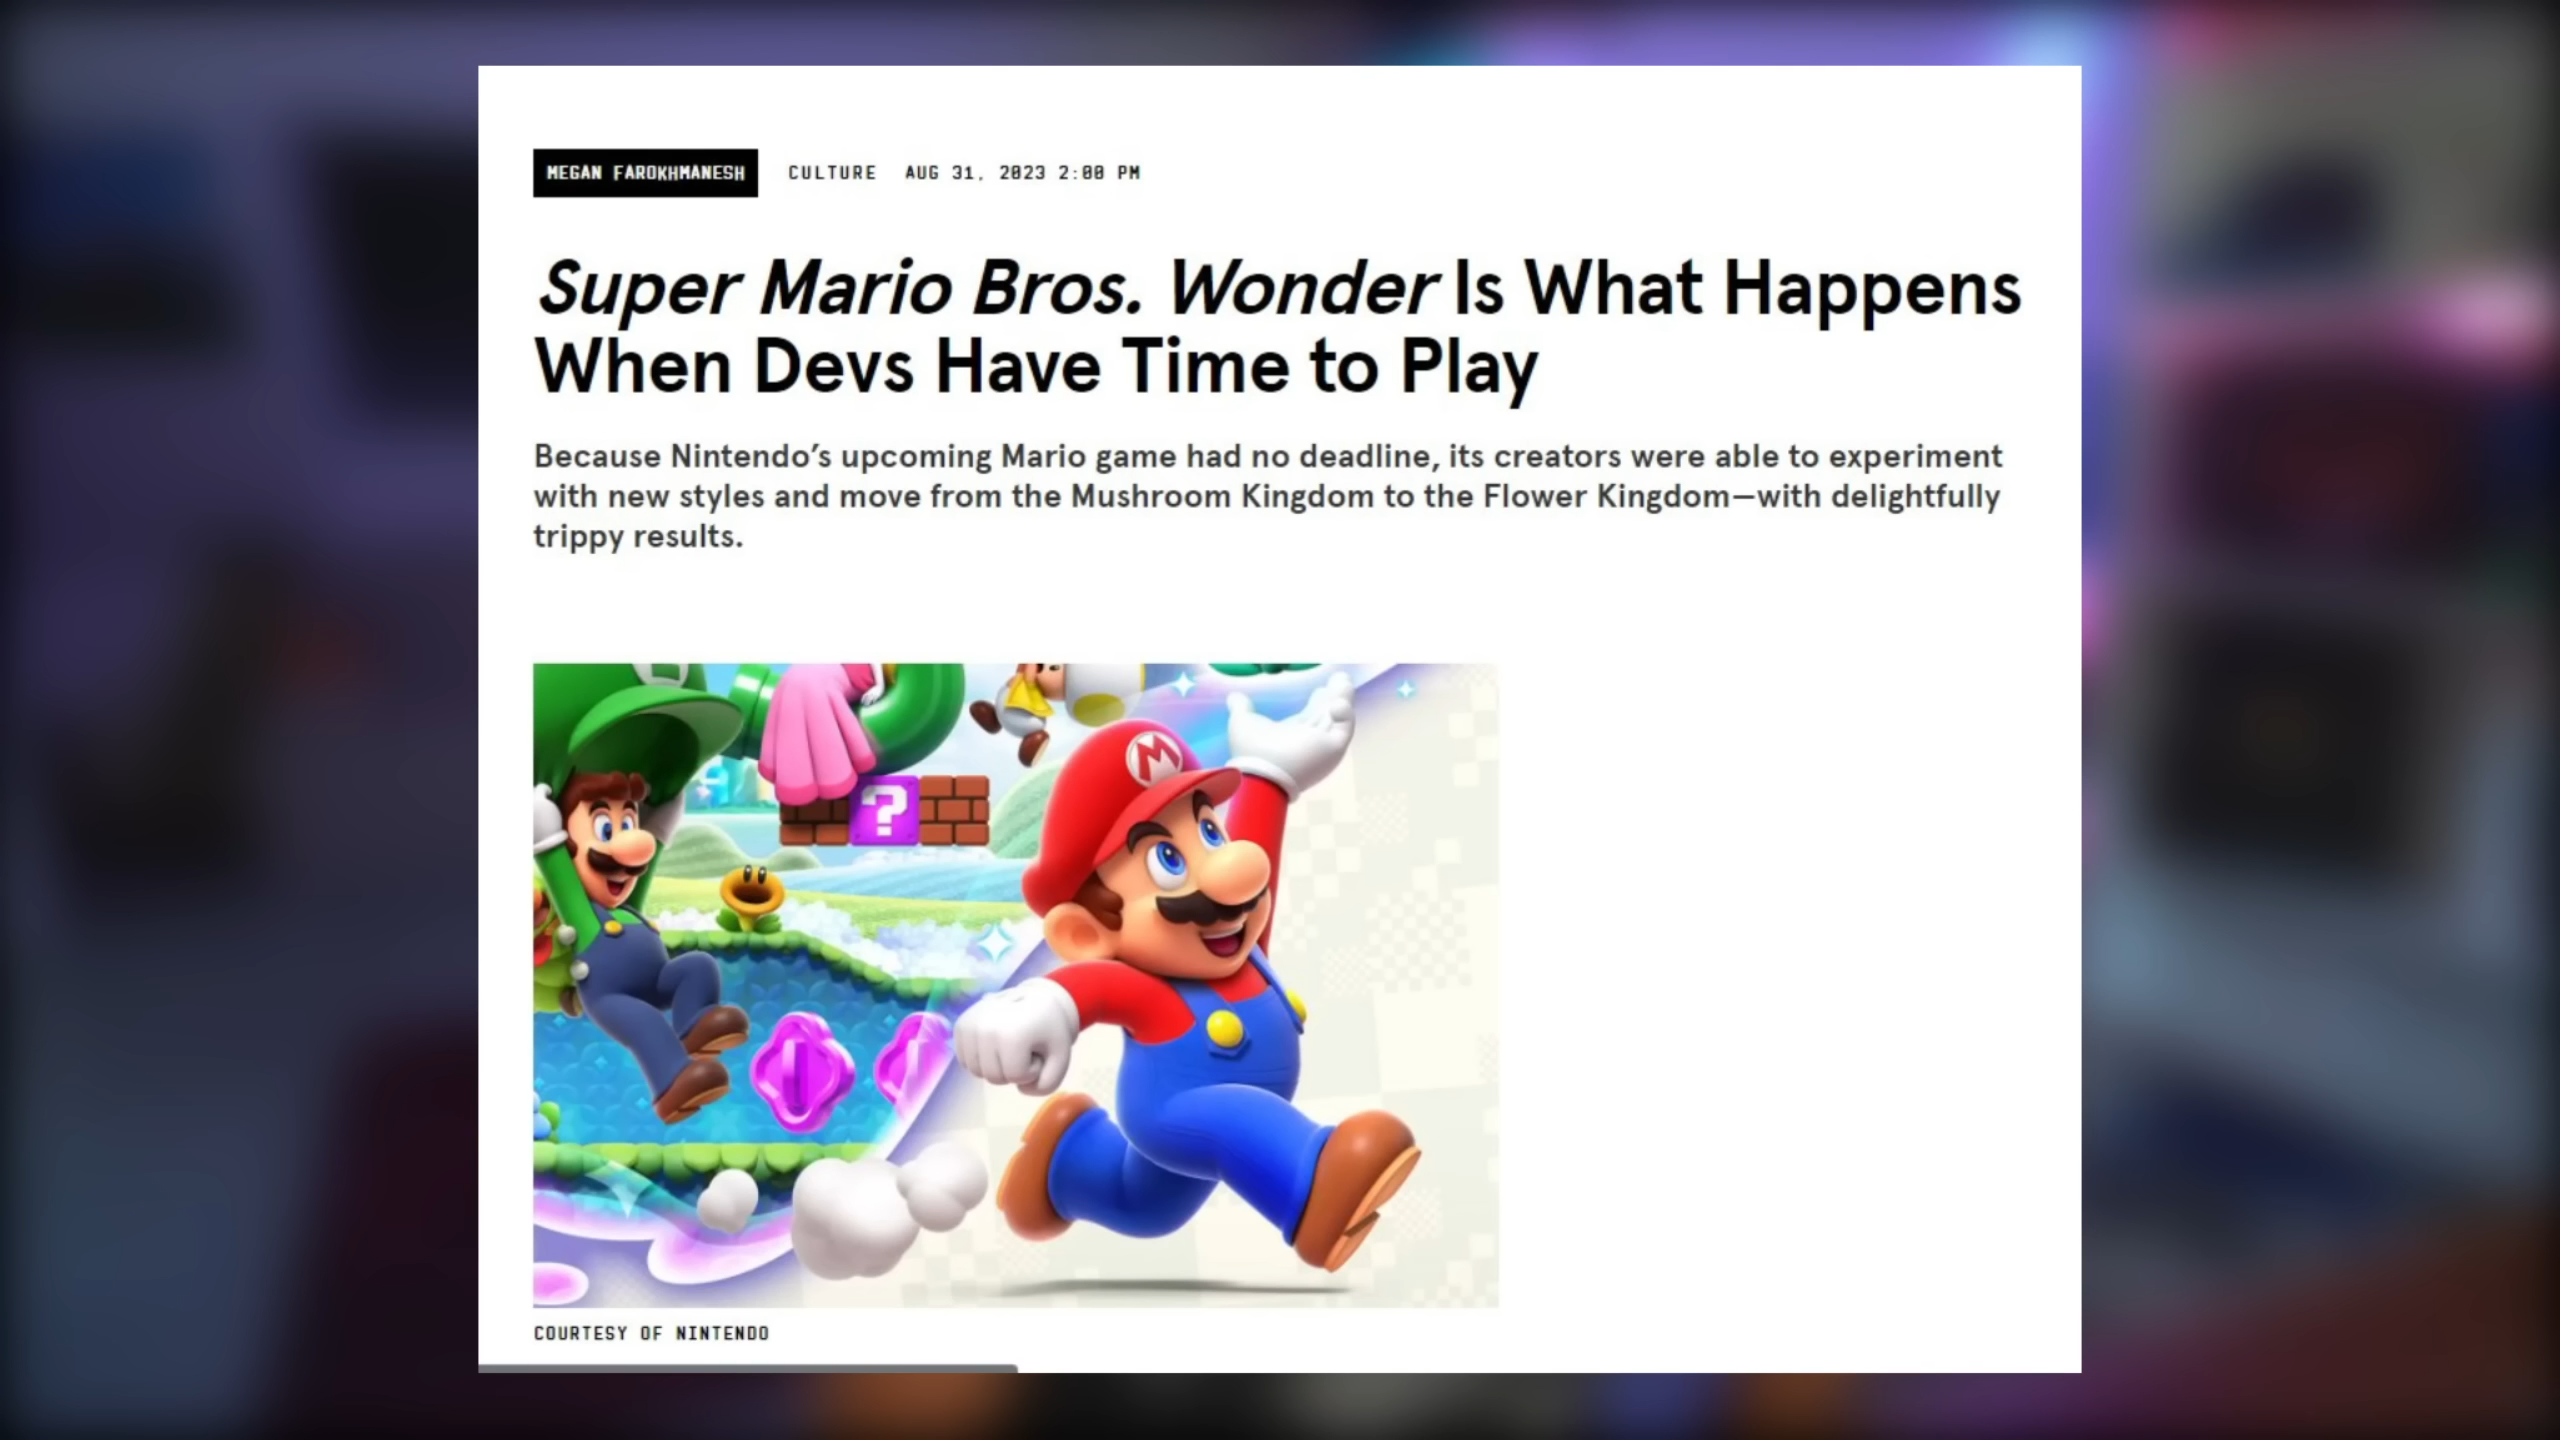 MEGAN FAROKHMANESH CULTURE AUG 31, 2023 2:00 PM
Super Mario Bros. Wonder Is What Happens
When Devs Have Time to Play
Because Nintendo’s upcoming Mario game had no deadline, its creators were able to experiment
with new styles and move from the Mushroom Kingdom to the Flower Kingdom—with delightfully
trippy results.
M
?
COURTESY OF NINTENDO